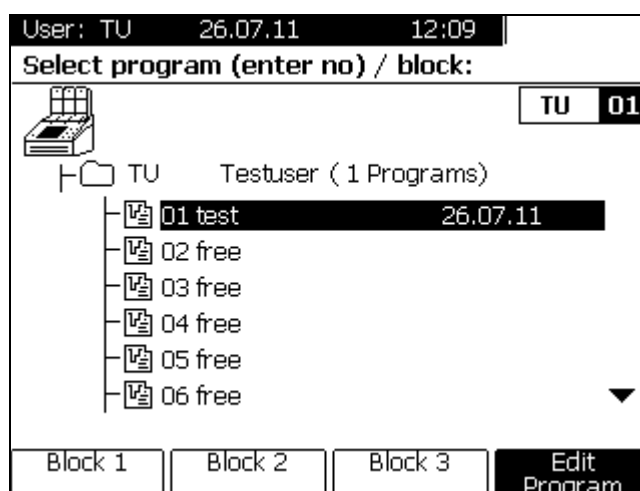 User: TU 26.07.11 12:09
Select program (enter no) / block:
TU 01
TU Testuser ( 1 Programs)
01 test 26.07.11
02 free
03 free
04 free
05 free
06 free
Block 1 Block 2 Block 3 Edit Program